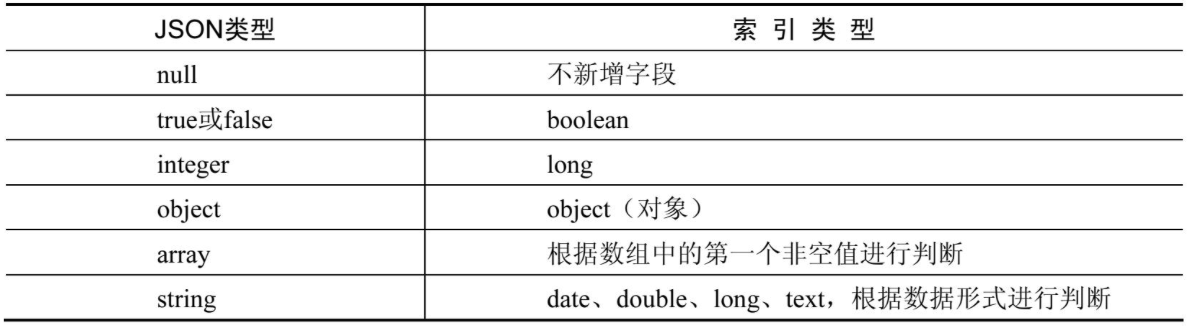 JSON类型 索引类型
null 不新增字段
true或false boolean
integer long
object object（对象）
array 根据数组中的第一个非空值进行判断
string date、double、long、text，根据数据形式进行判断